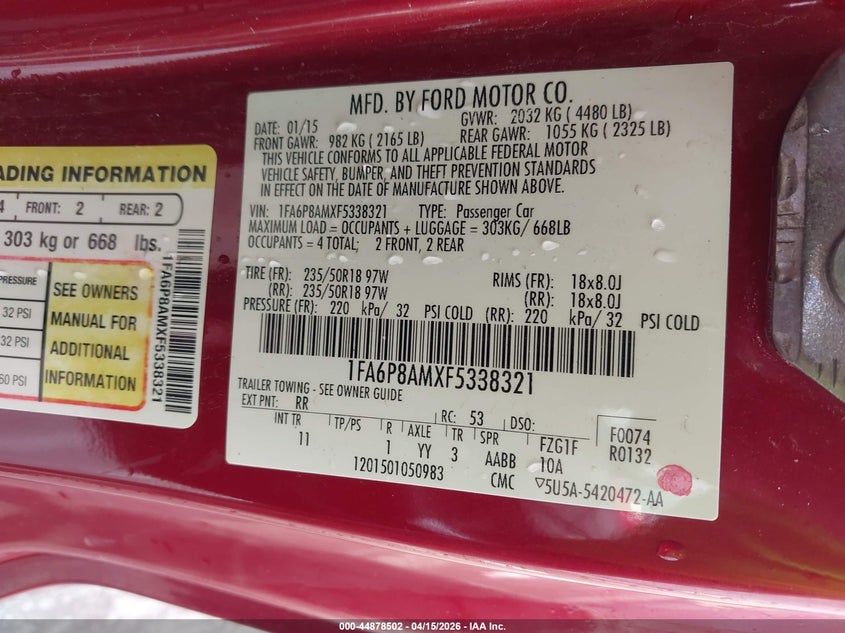 ADING INFORMATION
4 FRONT: 2 REAR: 2
303 kg or 668 lbs.
PRESSURE
32 PSI
32 PSI
60 PSI
SEE OWNERS
MANUAL FOR
ADDITIONAL
INFORMATION
1FA6P8AMXF5338321
MFD. BY FORD MOTOR CO.
DATE: 01/15 GVWR: 2032 KG ( 4480 LB)
FRONT GAWR: 982 KG ( 2165 LB) REAR GAWR: 1055 KG ( 2325 LB)
THIS VEHICLE CONFORMS TO ALL APPLICABLE FEDERAL MOTOR
VEHICLE SAFETY, BUMPER, AND THEFT PREVENTION STANDARDS
IN EFFECT ON THE DATE OF MANUFACTURE SHOWN ABOVE.
VIN: 1FA6P8AMXF5338321 TYPE: Passenger Car
MAXIMUM LOAD = OCCUPANTS + LUGGAGE = 303KG/ 668LB
OCCUPANTS = 4 TOTAL; 2 FRONT, 2 REAR
TIRE (FR): 235/50R18 97W RIMS (FR): 18x8.0J
(RR): 235/50R18 97W (RR): 18x8.0J
PRESSURE (FR): 220 kPa/ 32 PSI COLD (RR): 220 kPa/ 32 PSI COLD
1FA6P8AMXF5338321
TRAILER TOWING - SEE OWNER GUIDE
EXT PNT: RR RC: 53 DSO: F0074
INT TR TP/PS R AXLE TR SPR FZG1F R0132
11 1 YY 3 AABB 10A
1201501050983 CMC ▽5U5A-5420472-AA
000-44878502 - 04/15/2026 - IAA Inc.